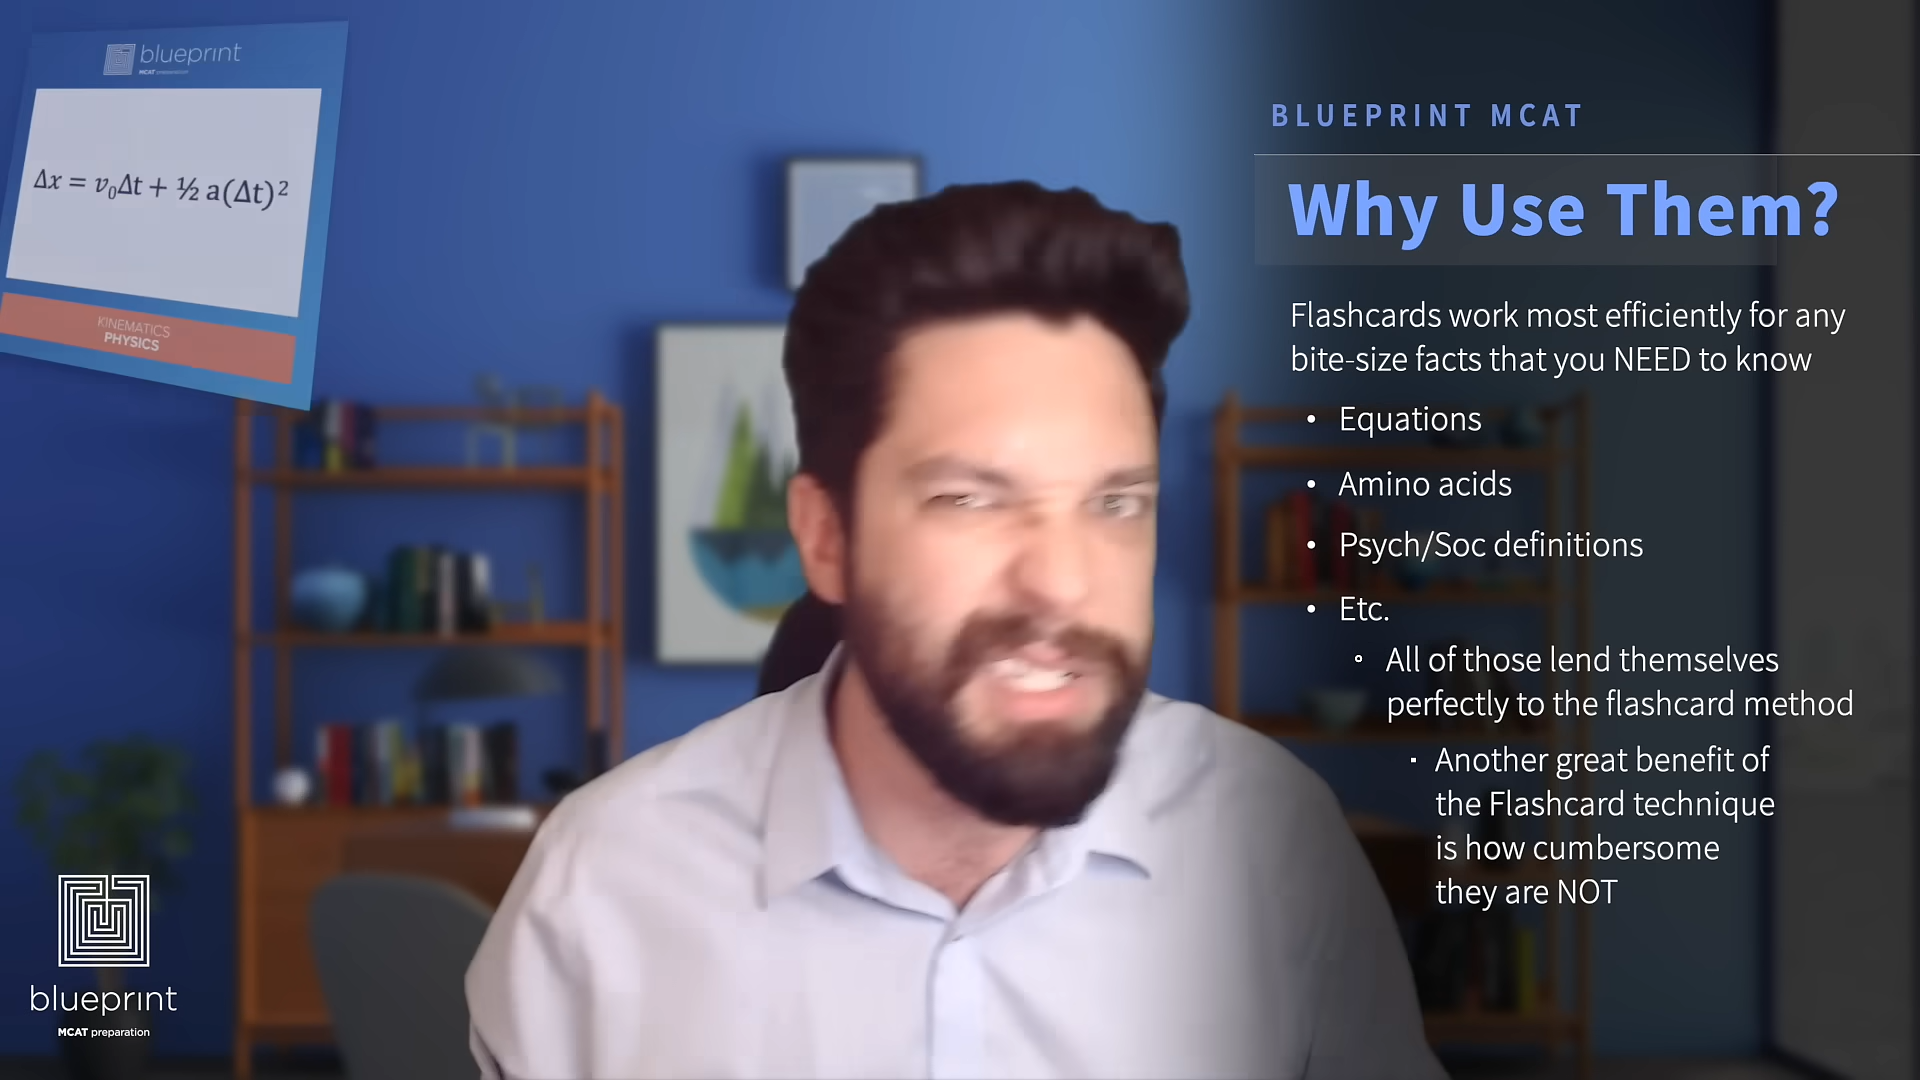 blueprint
MCAT preparation
Δx = v₀Δt + ½ a(Δt)²
KINEMATICS
PHYSICS
BLUEPRINT MCAT
Why Use Them?
Flashcards work most efficiently for any
bite-size facts that you NEED to know
• Equations
• Amino acids
• Psych/Soc definitions
• Etc.
◦ All of those lend themselves
perfectly to the flashcard method
▪ Another great benefit of
the Flashcard technique
is how cumbersome
they are NOT
blueprint
MCAT preparation